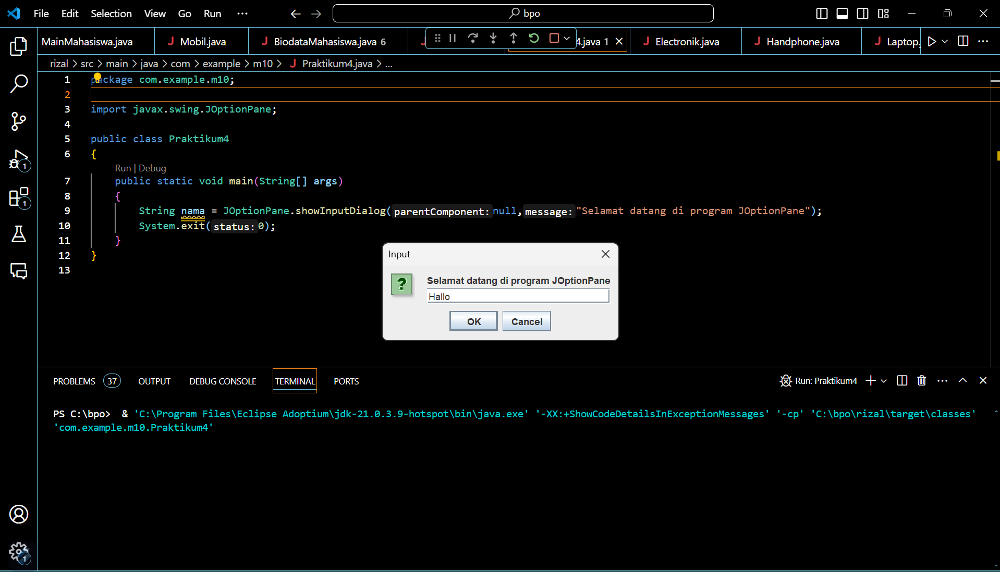 File Edit Selection View Go Run ··· bpo
MainMahasiswa.java Mobil.java BiodataMahasiswa.java 6 4.java 1 Electronik.java Handphone.java Laptop.
rizal > src > main > java > com > example > m10 > Praktikum4.java > ...
1 package com.example.m10;
2
3 import javax.swing.JOptionPane;
4
5 public class Praktikum4
6 {
Run | Debug
7 public static void main(String[] args)
8 {
9 String nama = JOptionPane.showInputDialog(parentComponent:null,message:"Selamat datang di program JOptionPane");
10 System.exit(status:0);
11 }
12 }
13
Input
?
Selamat datang di program JOptionPane
Hallo
OK Cancel
1
1
1
PROBLEMS 37 OUTPUT DEBUG CONSOLE TERMINAL PORTS Run: Praktikum4
PS C:\bpo> & 'C:\Program Files\Eclipse Adoptium\jdk-21.0.3.9-hotspot\bin\java.exe' '-XX:+ShowCodeDetailsInExceptionMessages' '-cp' 'C:\bpo\rizal\target\classes'
'com.example.m10.Praktikum4'